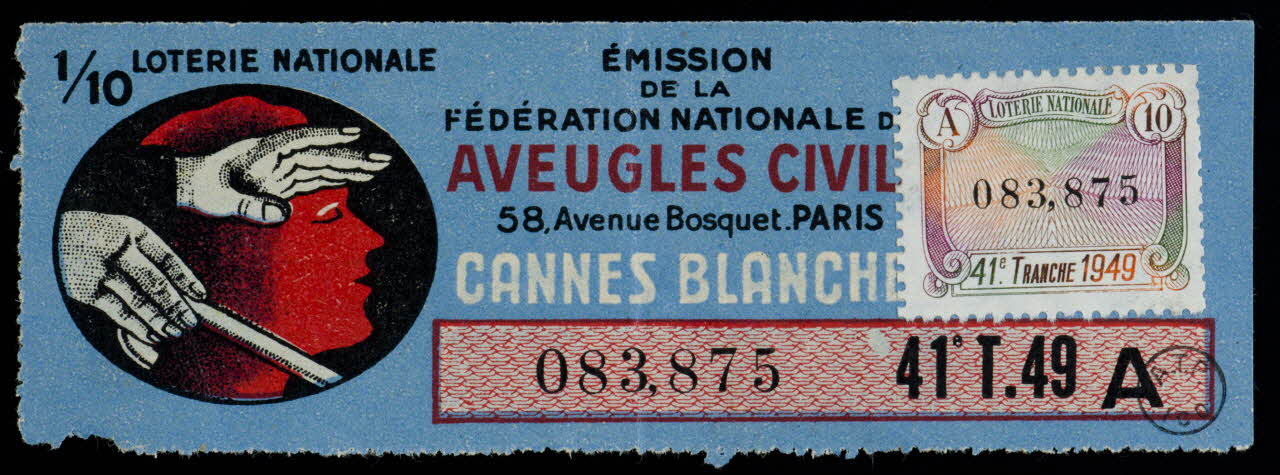 1/10 LOTERIE NATIONALE
ÉMISSION
DE LA
FÉDÉRATION NATIONALE D
AVEUGLES CIVIL
58, Avenue Bosquet. PARIS
CANNES BLANCHE
083,875
41e T. 49 A
A LOTERIE NATIONALE 10
083,875
41e TRANCHE 1949